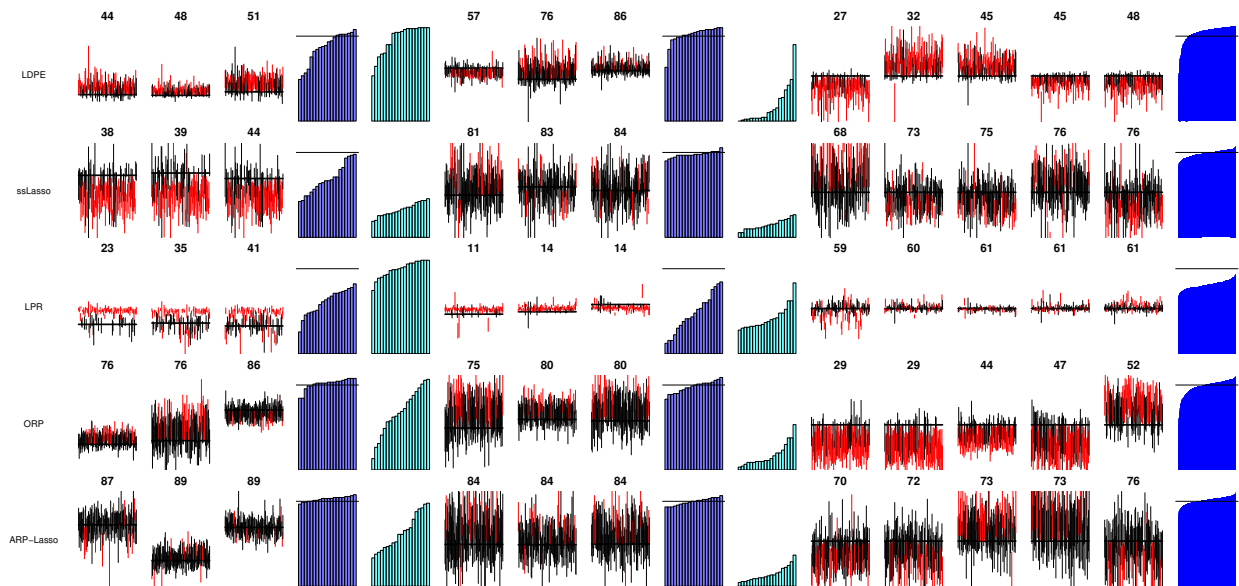 44 48 51 57 76 86 27 32 45 45 48
LDPE
38 39 44 81 83 84 68 73 75 76 76
ssLasso
23 35 41 11 14 14 59 60 61 61 61
LPR
76 76 86 75 80 80 29 29 44 47 52
ORP
87 89 89 84 84 84 70 72 73 73 76
ARP−Lasso